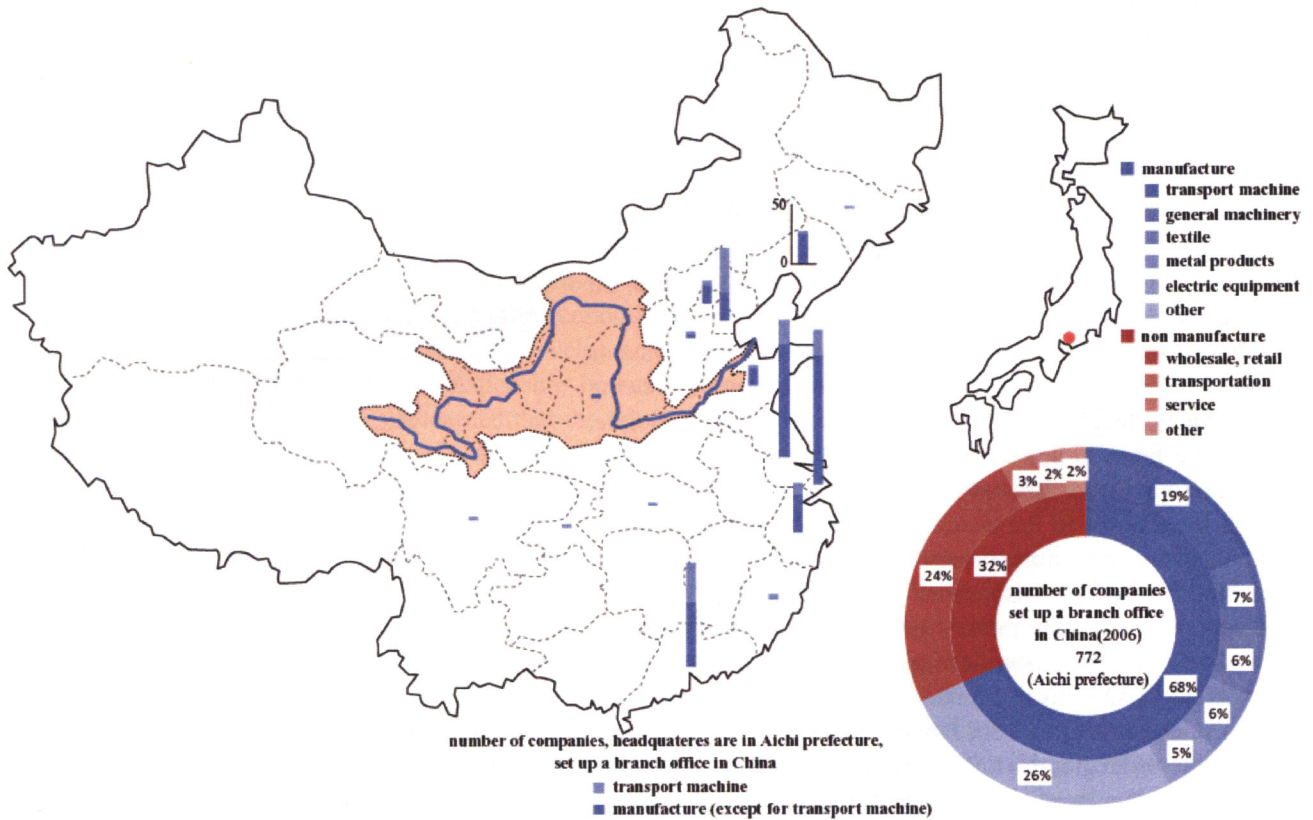 50
0
manufacture
transport machine
general machinery
textile
metal products
electric equipment
other
non manufacture
wholesale, retail
transportation
service
other
3%
2%
2%
19%
24%
32%
7%
6%
68%
6%
5%
26%
number of companies
set up a branch office
in China(2006)
772
(Aichi prefecture)
number of companies, headquateres are in Aichi prefecture,
set up a branch office in China
transport machine
manufacture (except for transport machine)